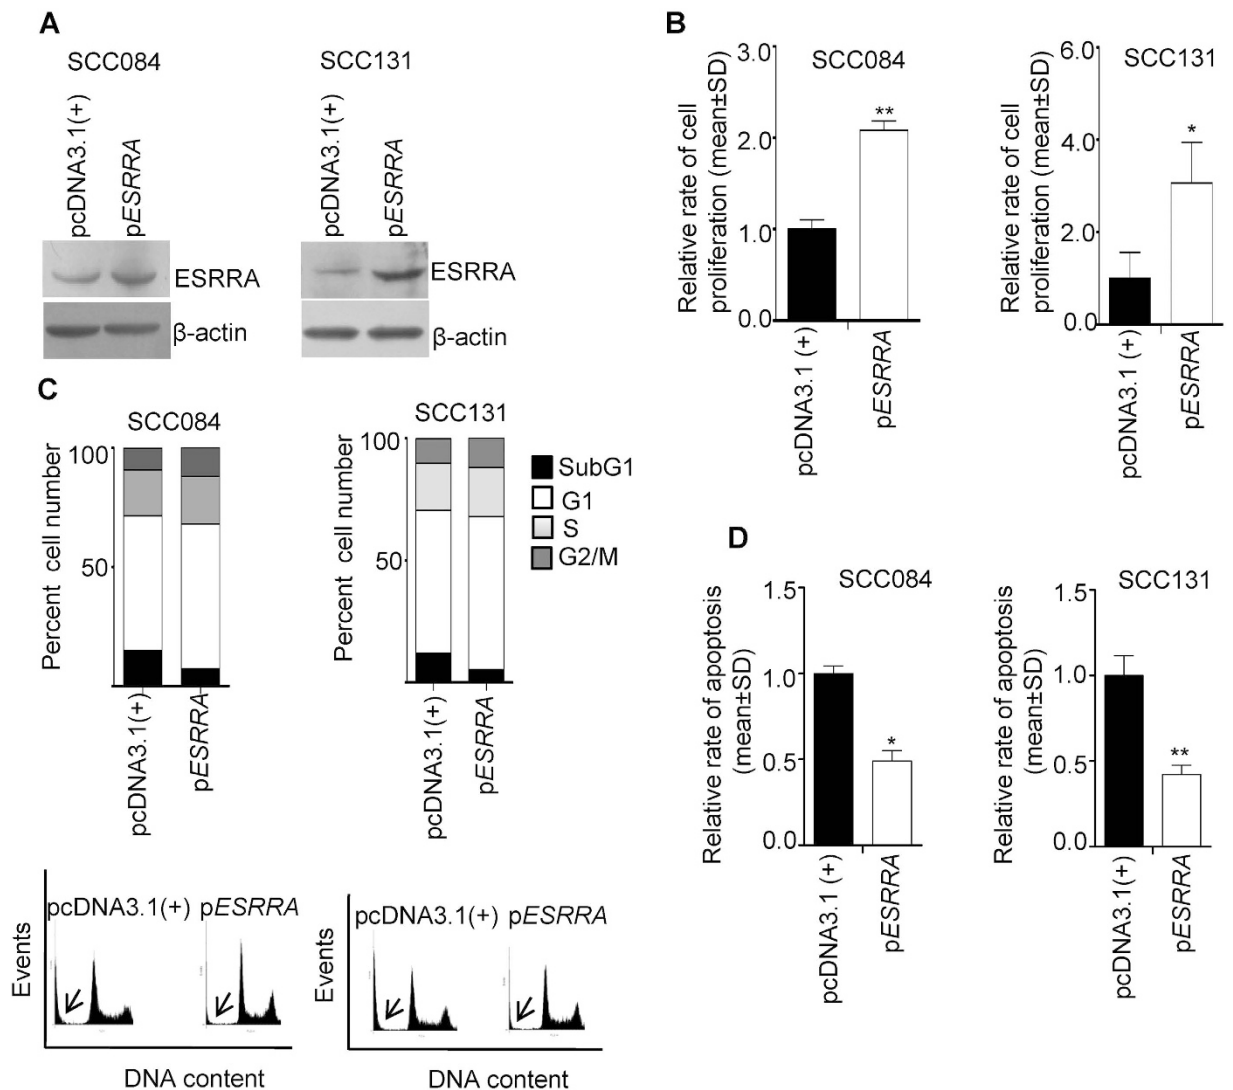 A
SCC084
SCC131
pcDNA3.1(+)
pESRRA
pcDNA3.1(+)
pESRRA
ESRRA
β-actin
ESRRA
β-actin
B
Relative rate of cell
proliferation (mean±SD)
3.0
2.0
1.0
0.0
SCC084
**
pcDNA3.1 (+)
pESRRA
Relative rate of cell
proliferation (mean±SD)
6.0
4.0
2.0
0.0
SCC131
*
pcDNA3.1 (+)
pESRRA
C
SCC084
Percent cell number
100
50
pcDNA3.1(+)
pESRRA
SCC131
Percent cell number
100
50
pcDNA3.1(+)
pESRRA
SubG1
G1
S
G2/M
Events
pcDNA3.1(+) pESRRA
DNA content
Events
pcDNA3.1(+) pESRRA
DNA content
D
SCC084
Relative rate of apoptosis
(mean±SD)
1.5
1.0
0.5
0.0
*
pcDNA3.1 (+)
pESRRA
SCC131
Relative rate of apoptosis
(mean±SD)
1.5
1.0
0.5
0.0
**
pcDNA3.1(+)
pESRRA